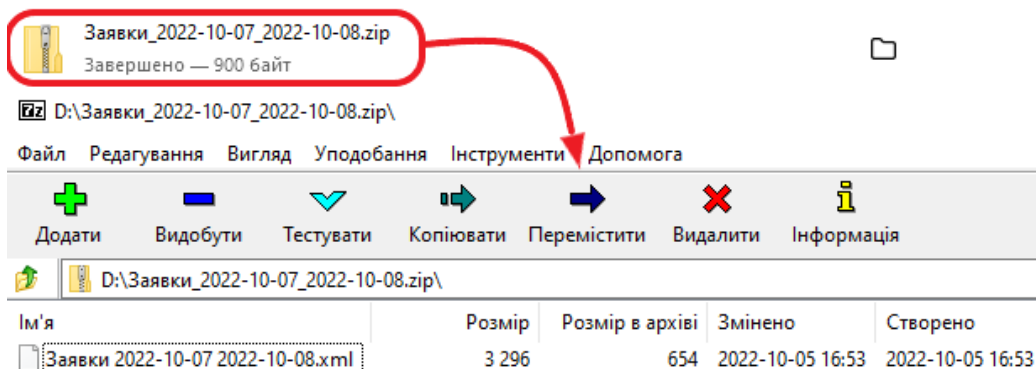 Заявки_2022-10-07_2022-10-08.zip
Завершено — 900 байт
7z D:\Заявки_2022-10-07_2022-10-08.zip\
Файл Редагування Вигляд Уподобання Інструменти Допомога
Додати Видобути Тестувати Копіювати Перемістити Видалити Інформація
D:\Заявки_2022-10-07_2022-10-08.zip\
Ім'я Розмір Розмір в архіві Змінено Створено
Заявки 2022-10-07 2022-10-08.xml 3 296 654 2022-10-05 16:53 2022-10-05 16:53